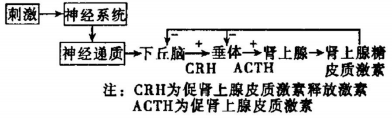 刺激 神经系统
神经递质 下丘脑 + 垂体 + 肾上腺 肾上腺糖皮质激素
- -
CRH ACTH
注：CRH为促肾上腺皮质激素释放激素
ACTH为促肾上腺皮质激素